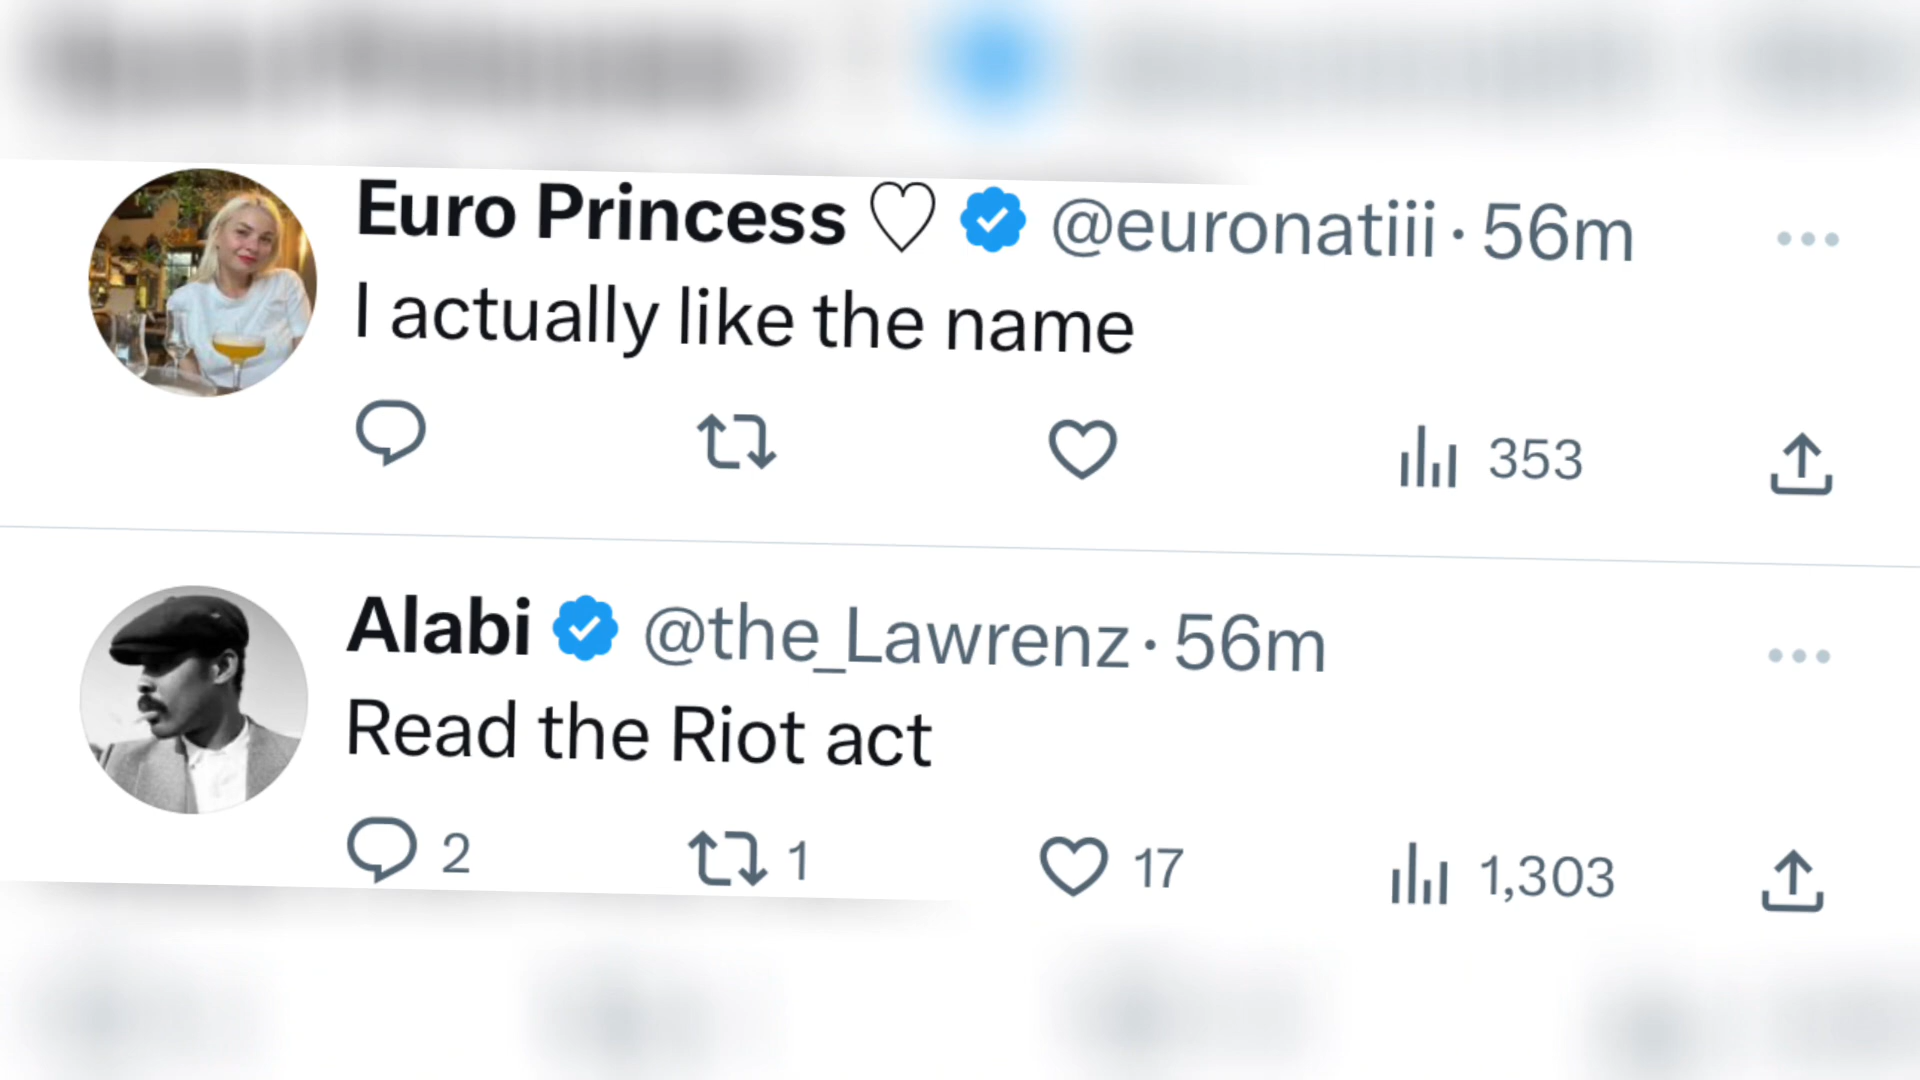 Euro Princess ♡ @euronatiii · 56m
I actually like the name
353
Alabi @the_Lawrenz · 56m
Read the Riot act
2 1 17 1,303